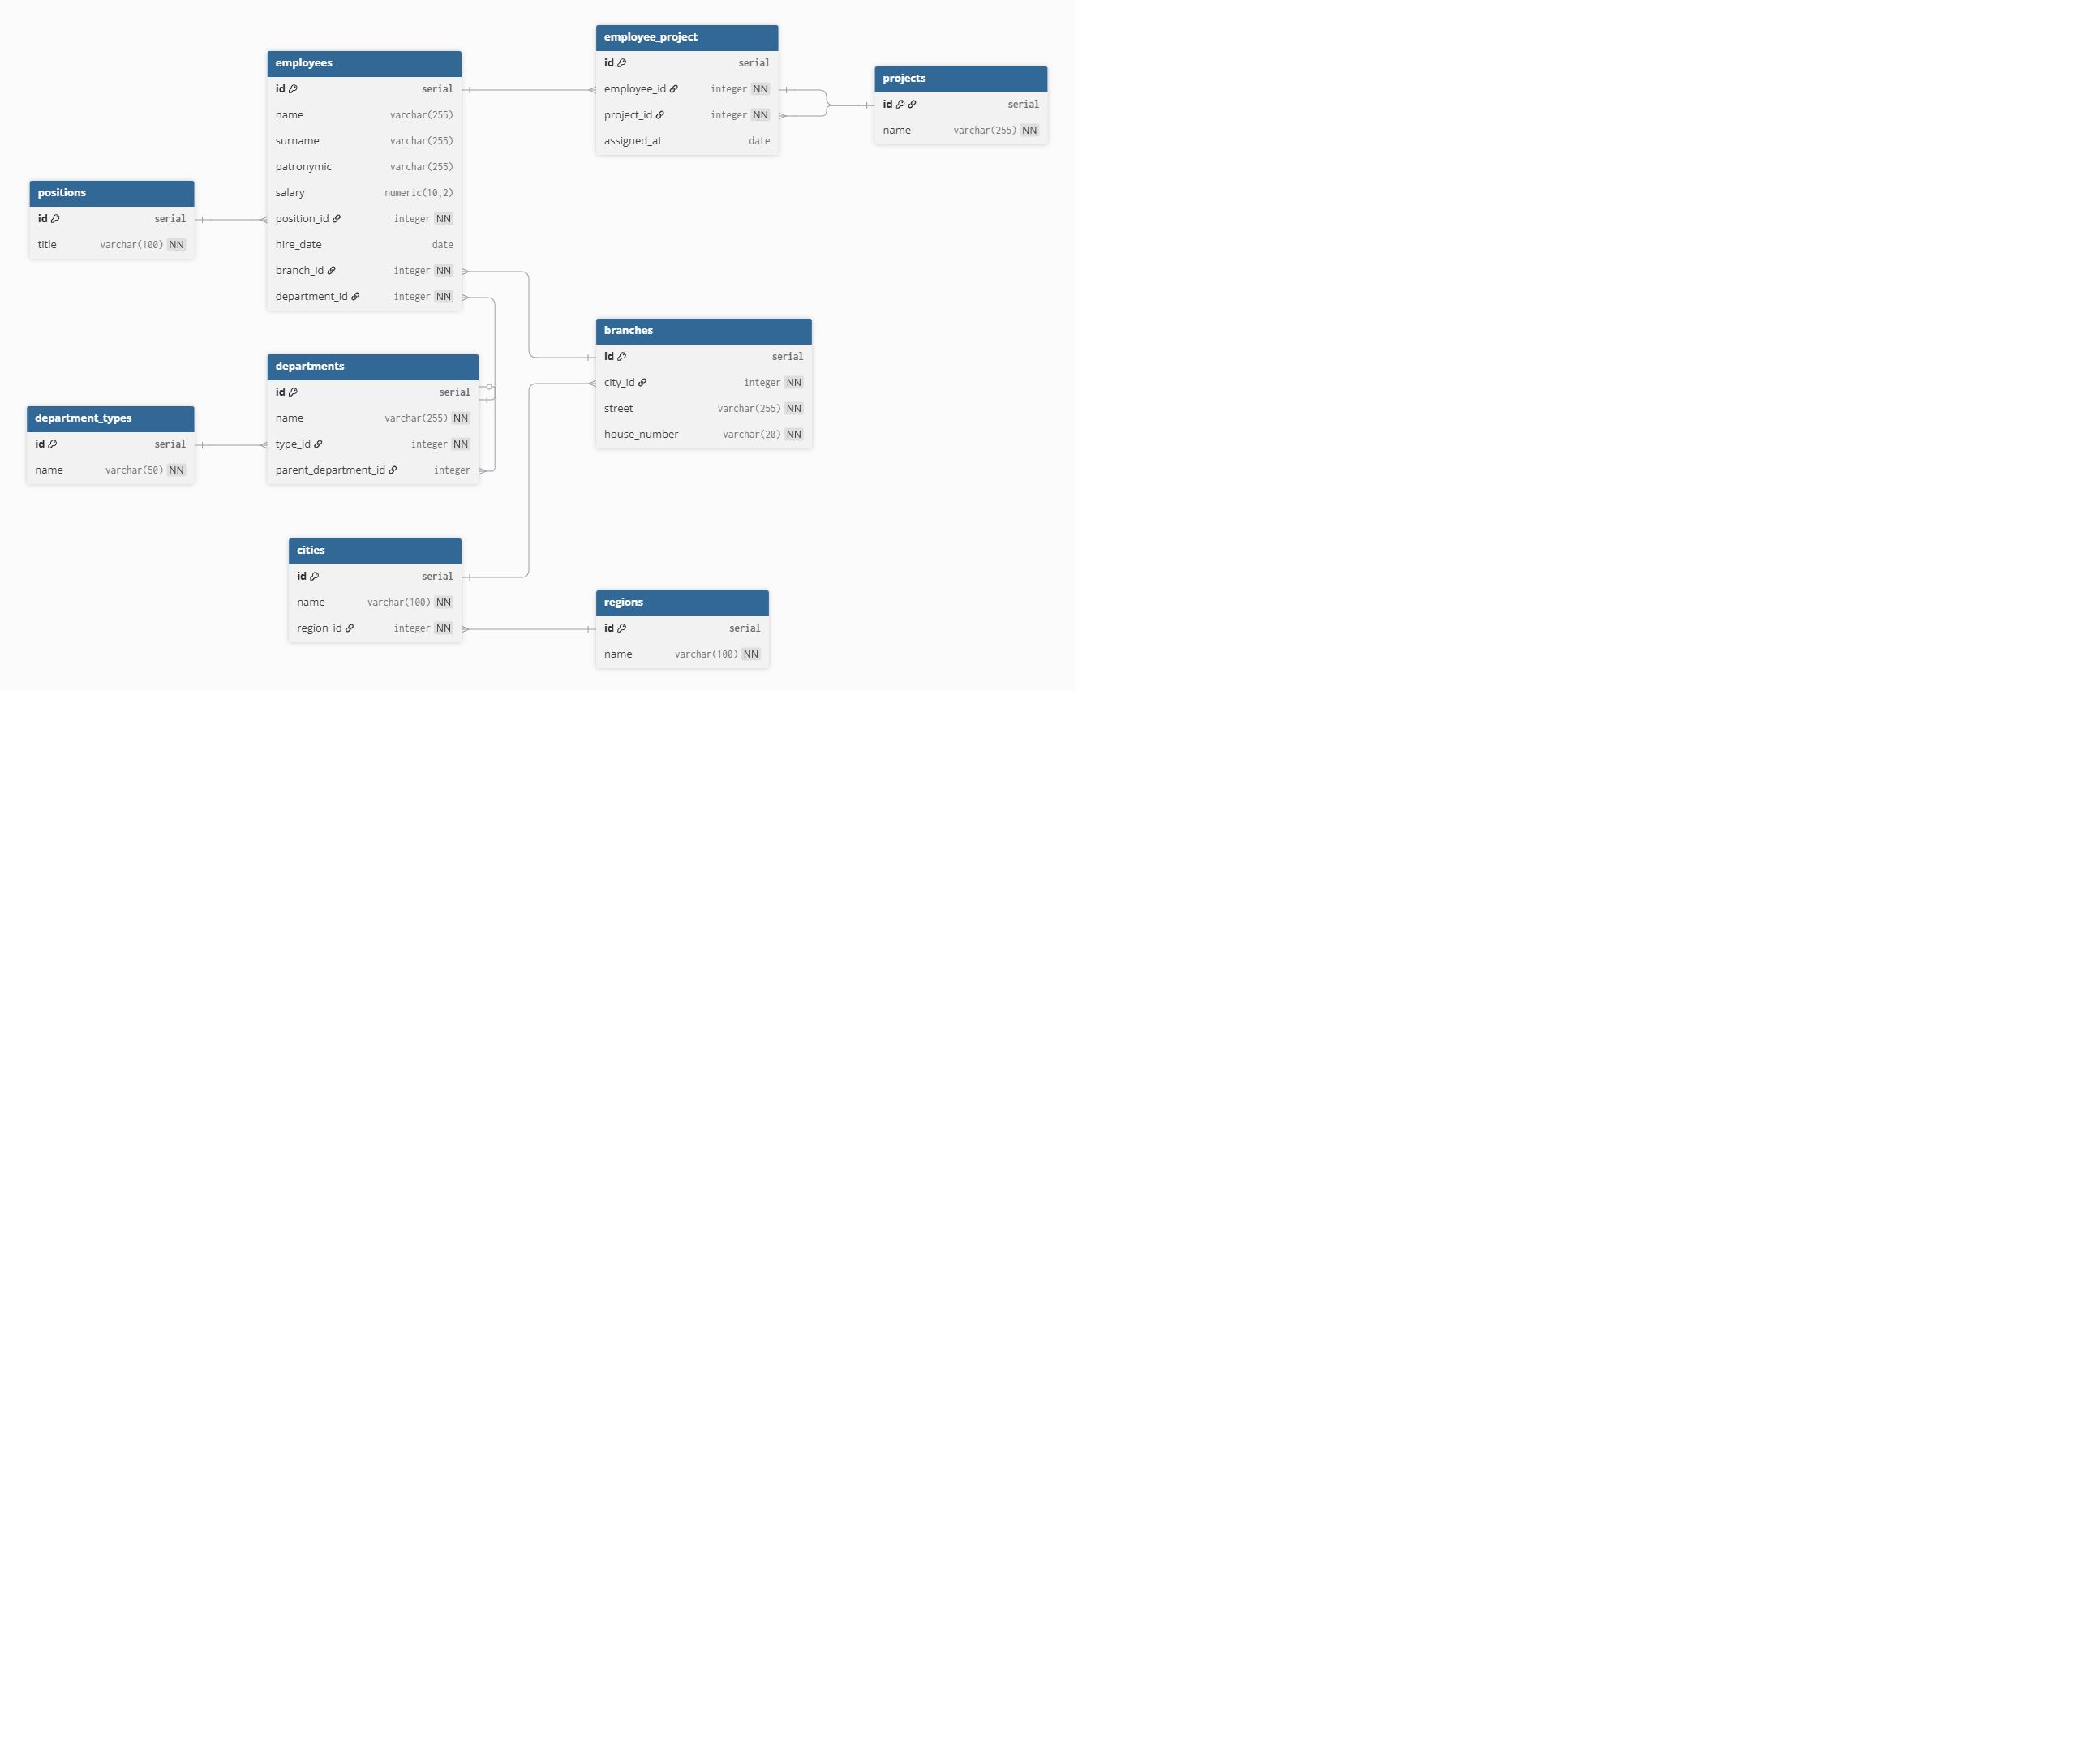 employee_project
id serial
employee_id integer NN
project_id integer NN
assigned_at date
employees
id serial
name varchar(255)
surname varchar(255)
patronymic varchar(255)
salary numeric(10,2)
position_id integer NN
hire_date date
branch_id integer NN
department_id integer NN
projects
id serial
name varchar(255) NN
positions
id serial
title varchar(100) NN
branches
id serial
city_id integer NN
street varchar(255) NN
house_number varchar(20) NN
departments
id serial
name varchar(255) NN
type_id integer NN
parent_department_id integer
department_types
id serial
name varchar(50) NN
cities
id serial
name varchar(100) NN
region_id integer NN
regions
id serial
name varchar(100) NN